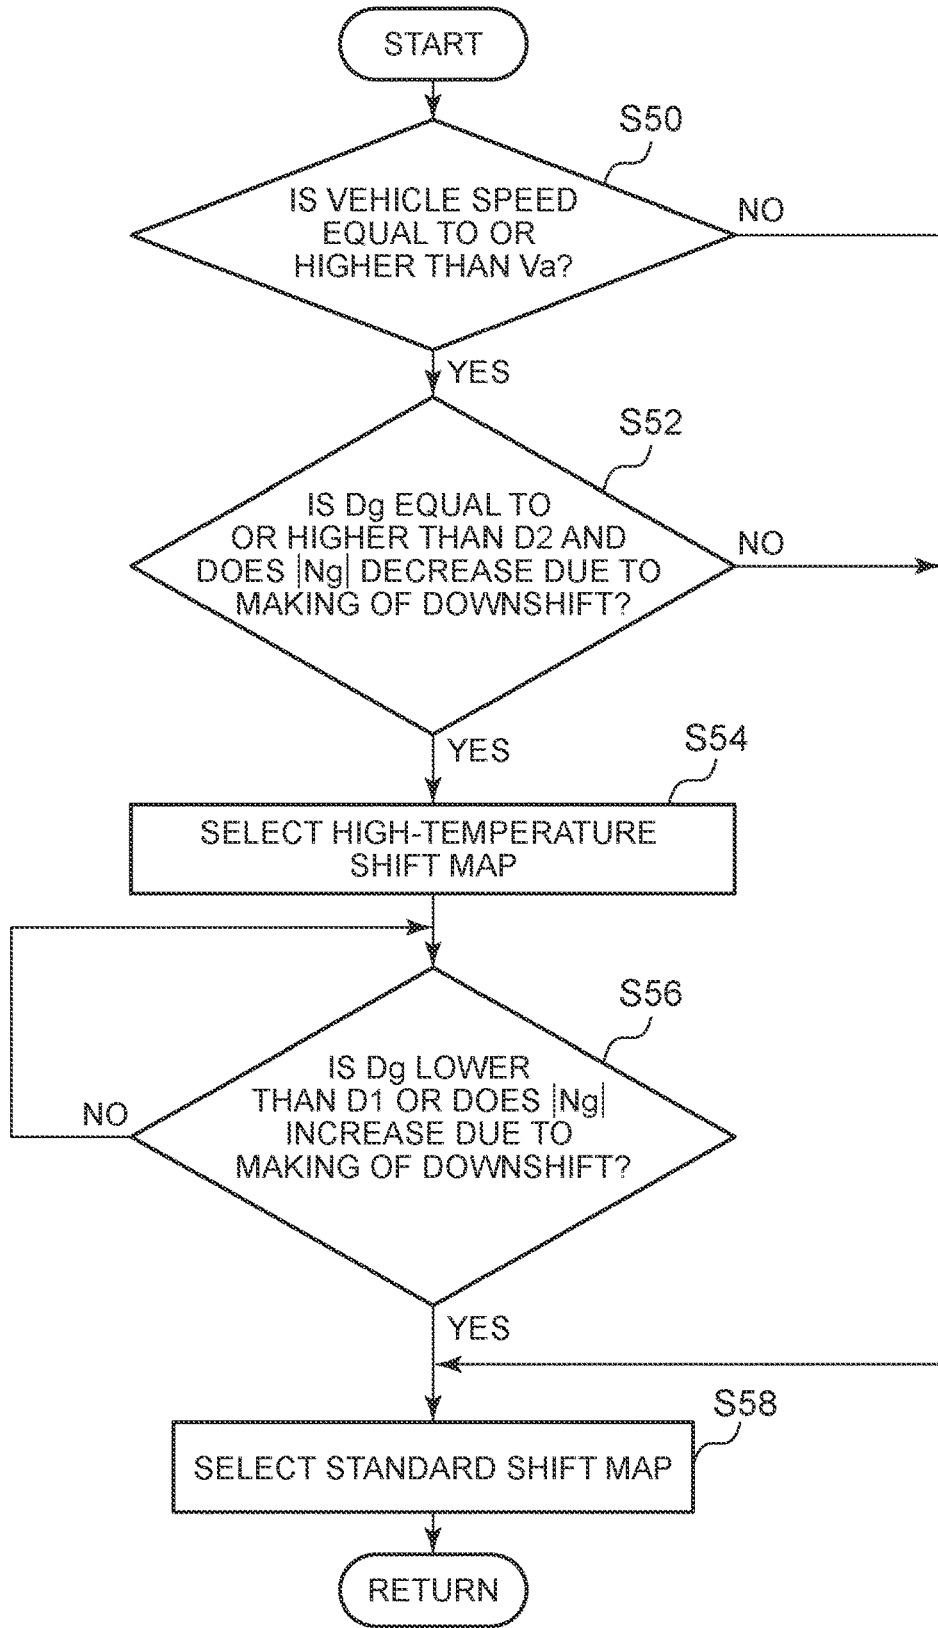 START
S50
IS VEHICLE SPEED
EQUAL TO OR
HIGHER THAN Va?
NO
YES
S52
IS Dg EQUAL TO
OR HIGHER THAN D2 AND
DOES |Ng| DECREASE DUE TO
MAKING OF DOWNSHIFT?
NO
YES
S54
SELECT HIGH-TEMPERATURE
SHIFT MAP
S56
IS Dg LOWER
THAN D1 OR DOES |Ng|
INCREASE DUE TO
MAKING OF DOWNSHIFT?
NO
YES
S58
SELECT STANDARD SHIFT MAP
RETURN